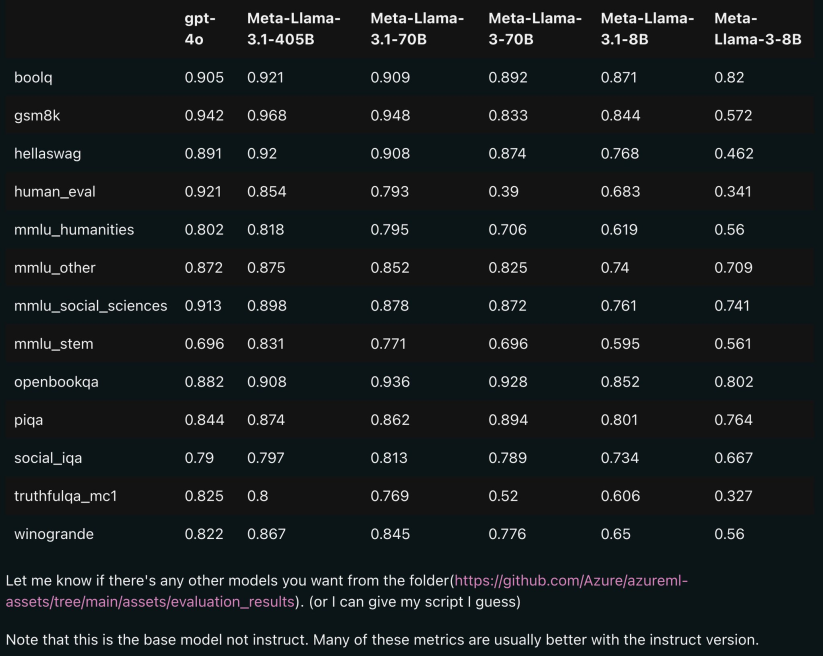 gpt-4o Meta-Llama-3.1-405B Meta-Llama-3.1-70B Meta-Llama-3-70B Meta-Llama-3.1-8B Meta-Llama-3-8B
boolq 0.905 0.921 0.909 0.892 0.871 0.82
gsm8k 0.942 0.968 0.948 0.833 0.844 0.572
hellaswag 0.891 0.92 0.908 0.874 0.768 0.462
human_eval 0.921 0.854 0.793 0.39 0.683 0.341
mmlu_humanities 0.802 0.818 0.795 0.706 0.619 0.56
mmlu_other 0.872 0.875 0.852 0.825 0.74 0.709
mmlu_social_sciences 0.913 0.898 0.878 0.872 0.761 0.741
mmlu_stem 0.696 0.831 0.771 0.696 0.595 0.561
openbookqa 0.882 0.908 0.936 0.928 0.852 0.802
piqa 0.844 0.874 0.862 0.894 0.801 0.764
social_iqa 0.79 0.797 0.813 0.789 0.734 0.667
truthfulqa_mc1 0.825 0.8 0.769 0.52 0.606 0.327
winogrande 0.822 0.867 0.845 0.776 0.65 0.56
Let me know if there's any other models you want from the folder(https://github.com/Azure/azureml-
assets/tree/main/assets/evaluation_results). (or I can give my script I guess)
Note that this is the base model not instruct. Many of these metrics are usually better with the instruct version.